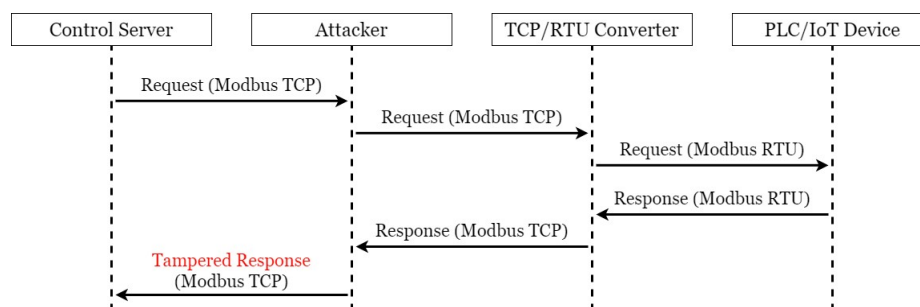 Control Server
Attacker
TCP/RTU Converter
PLC/IoT Device
Request (Modbus TCP)
Request (Modbus TCP)
Request (Modbus RTU)
Response (Modbus RTU)
Response (Modbus TCP)
Tampered Response
(Modbus TCP)